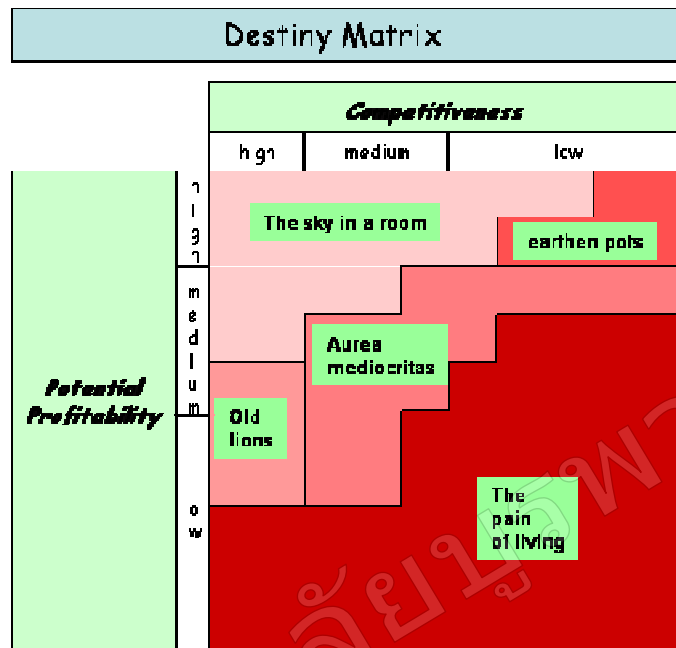 Destiny Matrix
Competitiveness
high
medium
low
high
The sky in a room
earthen pots
medium
Aurea
mediocritas
Potential
Profitability
Old
lions
low
The
pain
of living